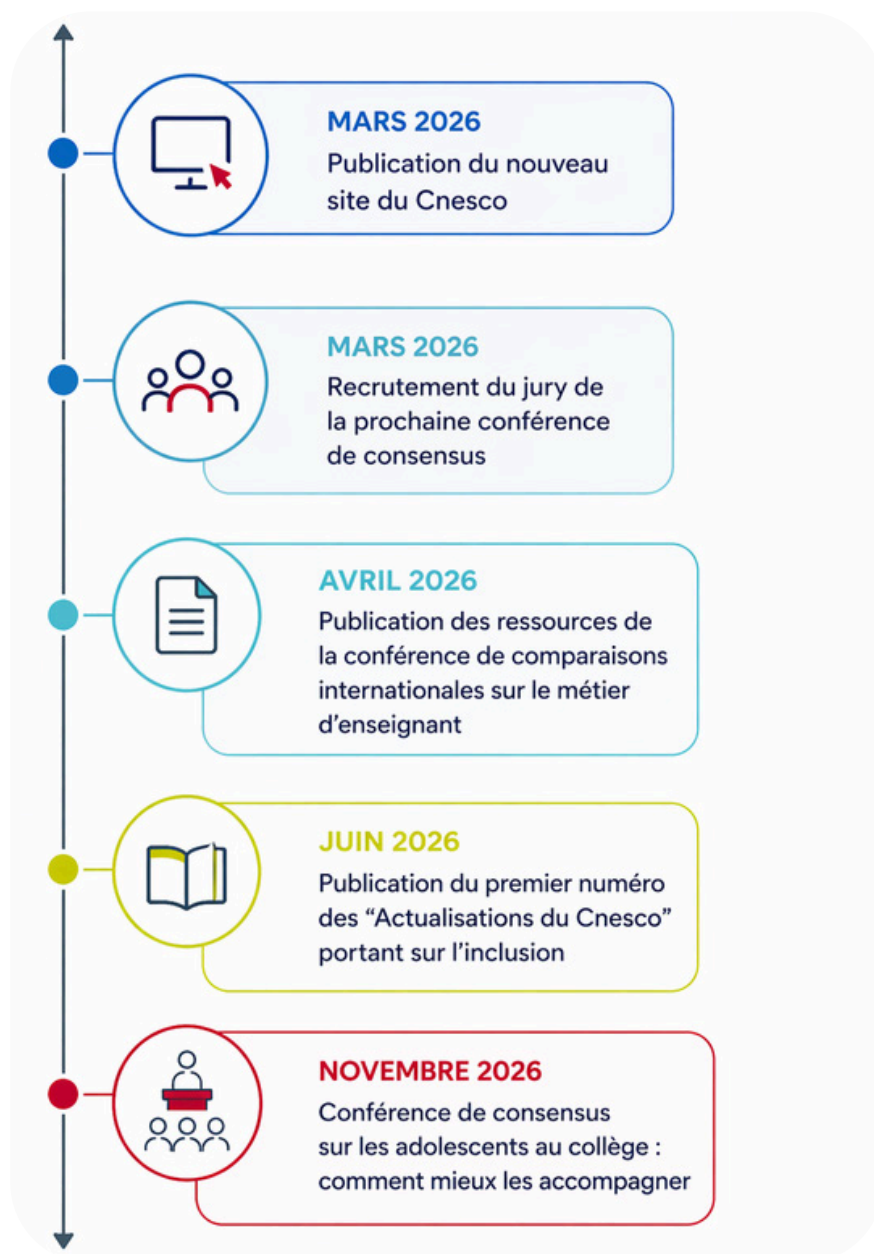 MARS 2026
Publication du nouveau
site du Cnesco
MARS 2026
Recrutement du jury de
la prochaine conférence
de consensus
AVRIL 2026
Publication des ressources de
la conférence de comparaisons
internationales sur le métier
d’enseignant
JUIN 2026
Publication du premier numéro
des “Actualisations du Cnesco”
portant sur l’inclusion
NOVEMBRE 2026
Conférence de consensus
sur les adolescents au collège :
comment mieux les accompagner